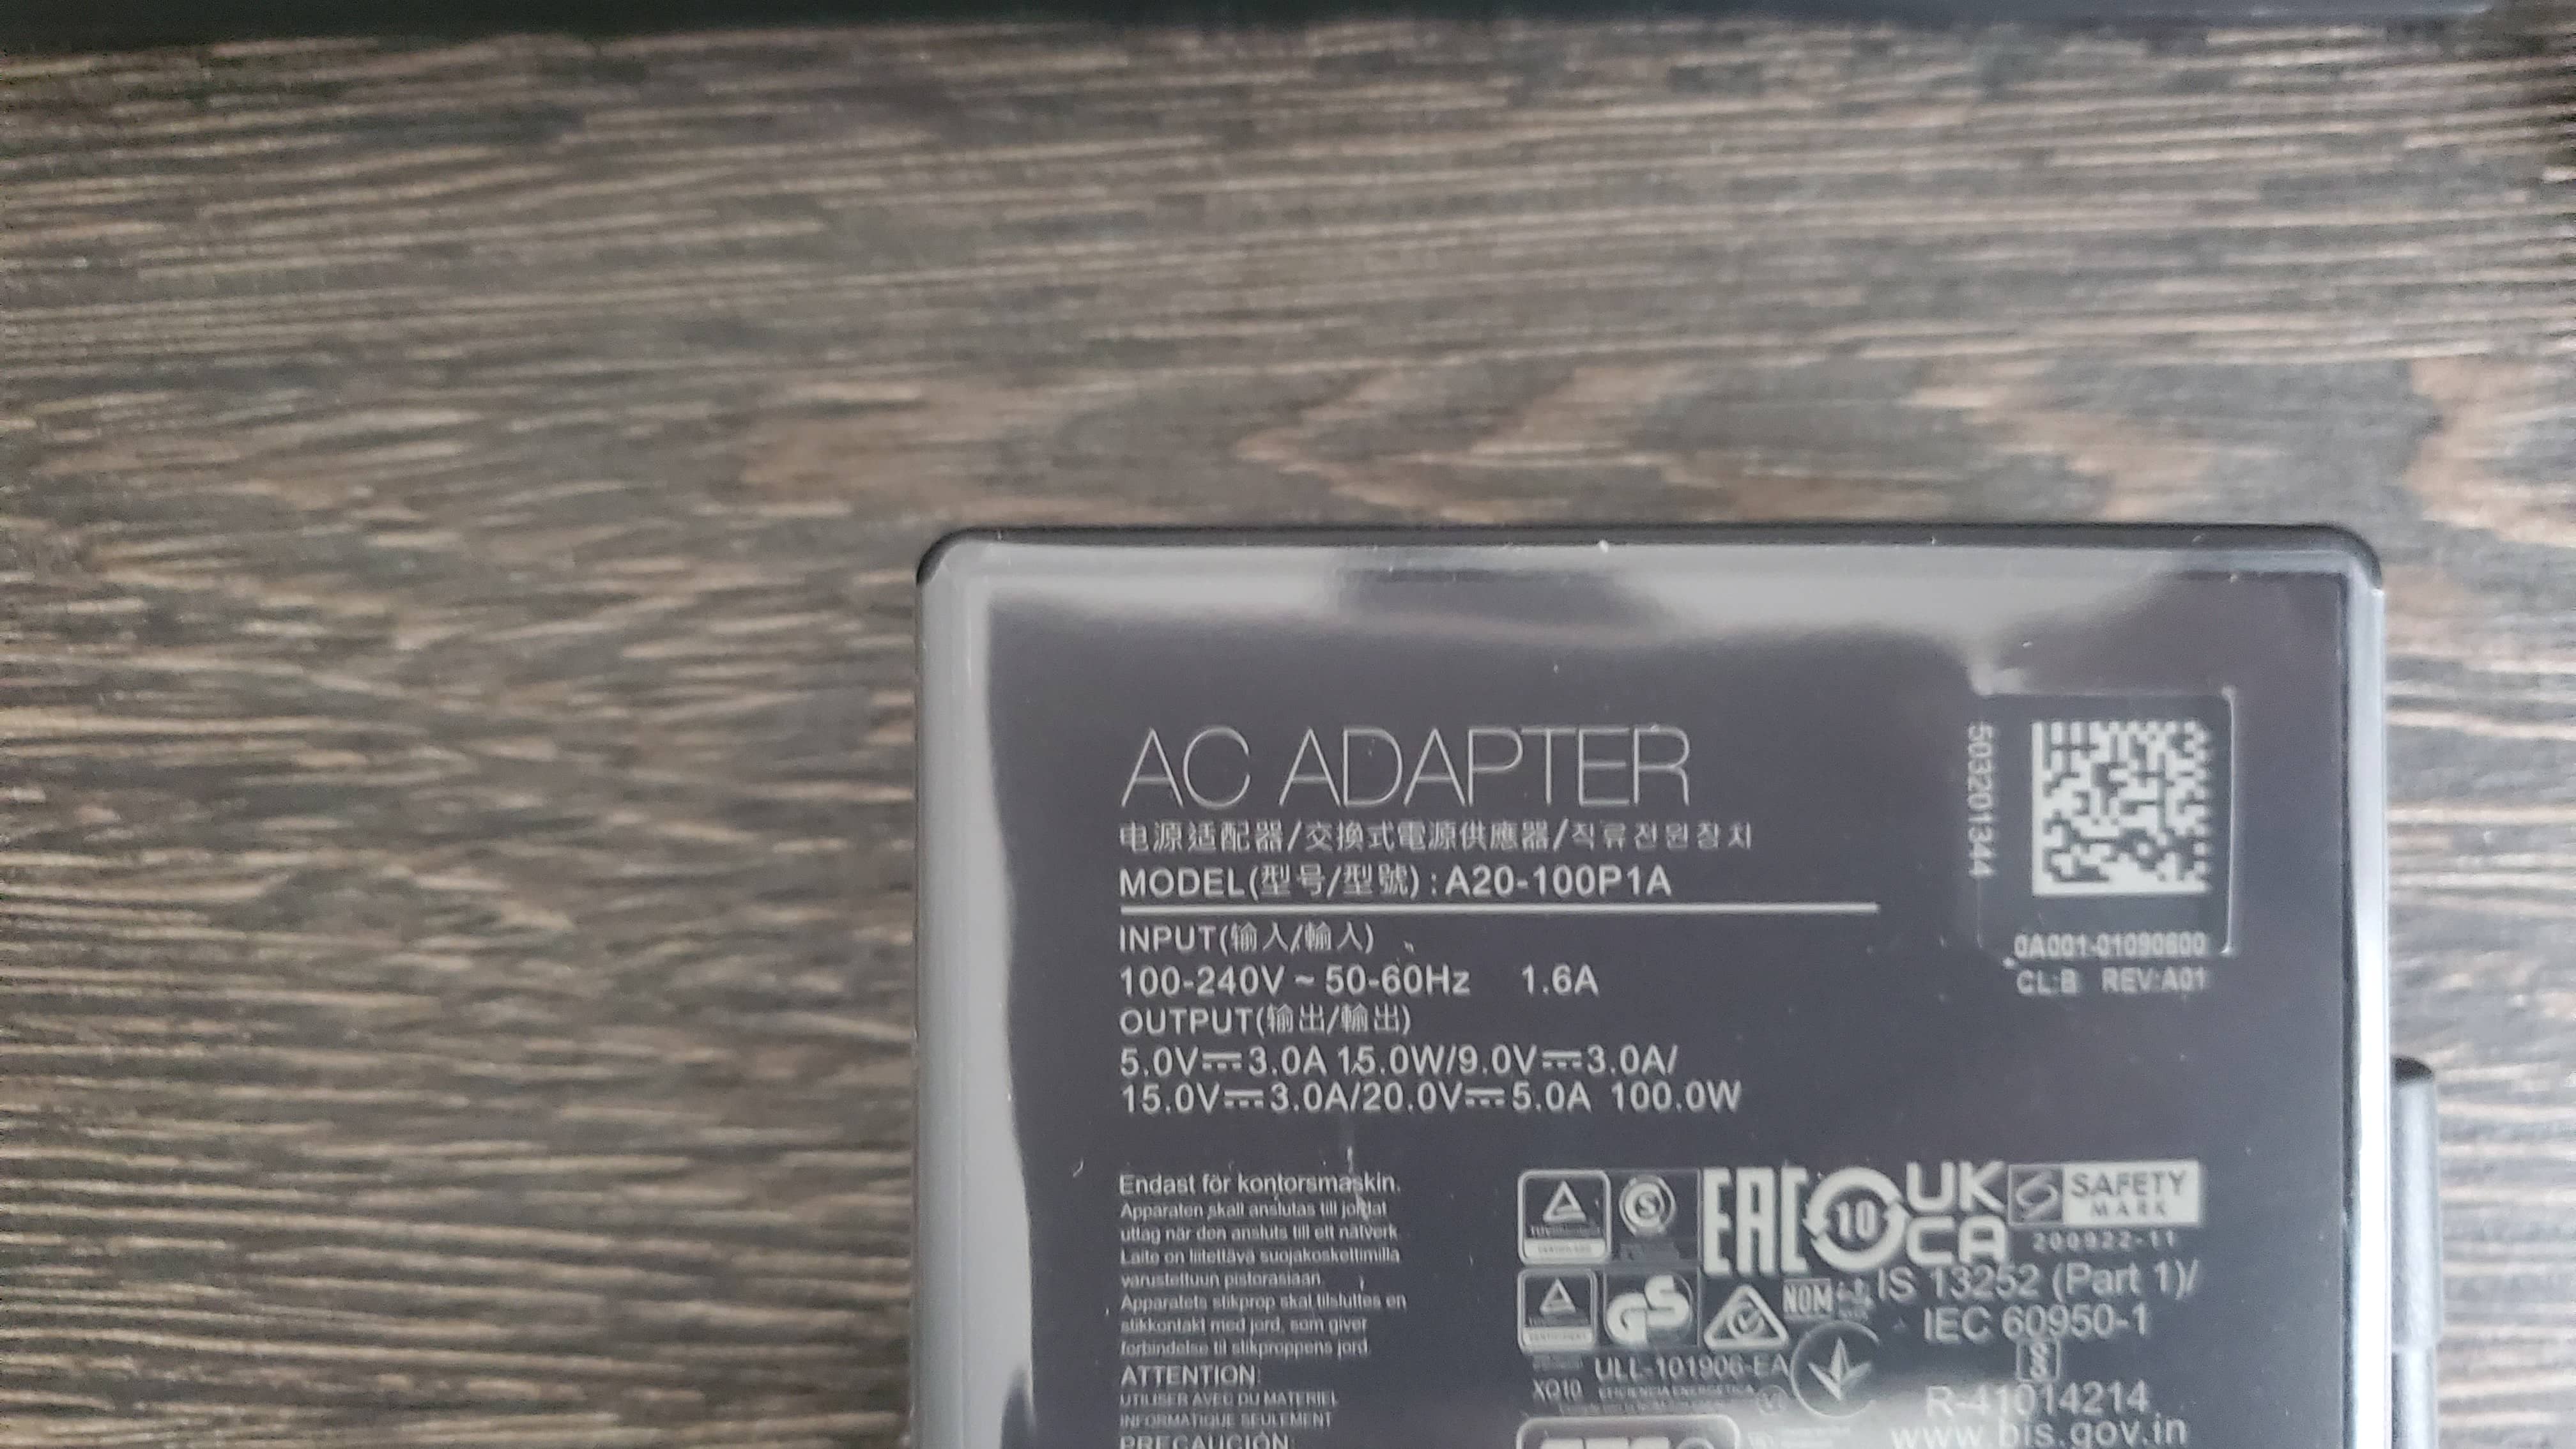 AC ADAPTER
电源适配器/交換式電源供應器/직류전원장치
MODEL(型号/型號) : A20-100P1A
INPUT(输入/輸入)
100-240V ~ 50-60Hz 1.6A
OUTPUT(输出/輸出)
5.0V⎓3.0A 15.0W/9.0V⎓3.0A/
15.0V⎓3.0A/20.0V⎓5.0A 100.0W
5032201344
0A001-01090800
CL:B REV:A01
Endast för kontorsmaskin.
Apparaten skall anslutas till jordat
uttag när den ansluts till ett nätverk
Laite on liitettävä suojakoskettimilla
varustettuun pistorasiaan
Apparatets stikprop skal tilsluttes en
stikkontakt med jord, som giver
forbindelse til stikproppens jord
ATTENTION:
UTILISER AVEC DU MATERIEL
INFORMATIQUE SEULEMENT
PRECAUCIÓN:
S
EAC
10
UK
CA
SAFETY
MARK
200922-11
GS
NOM
IS 13252 (Part 1)/
IEC 60950-1
ULL-101906-EA
XO10 EFICIENCIA ENERGETICA
R-41014214
www.bis.gov.in